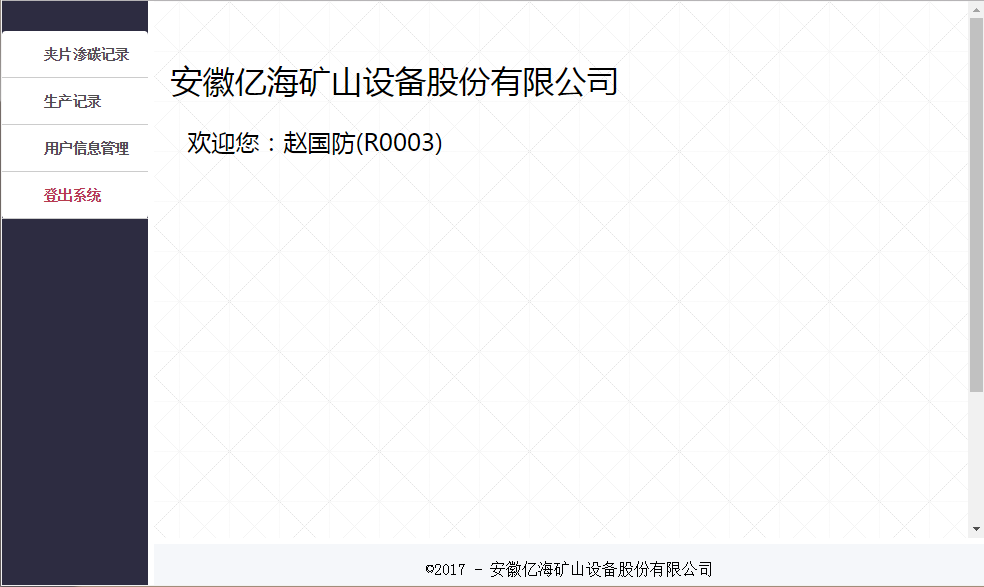 夹片渗碳记录
生产记录
用户信息管理
登出系统
安徽亿海矿山设备股份有限公司
欢迎您：赵国防(R0003)
©2017 - 安徽亿海矿山设备股份有限公司